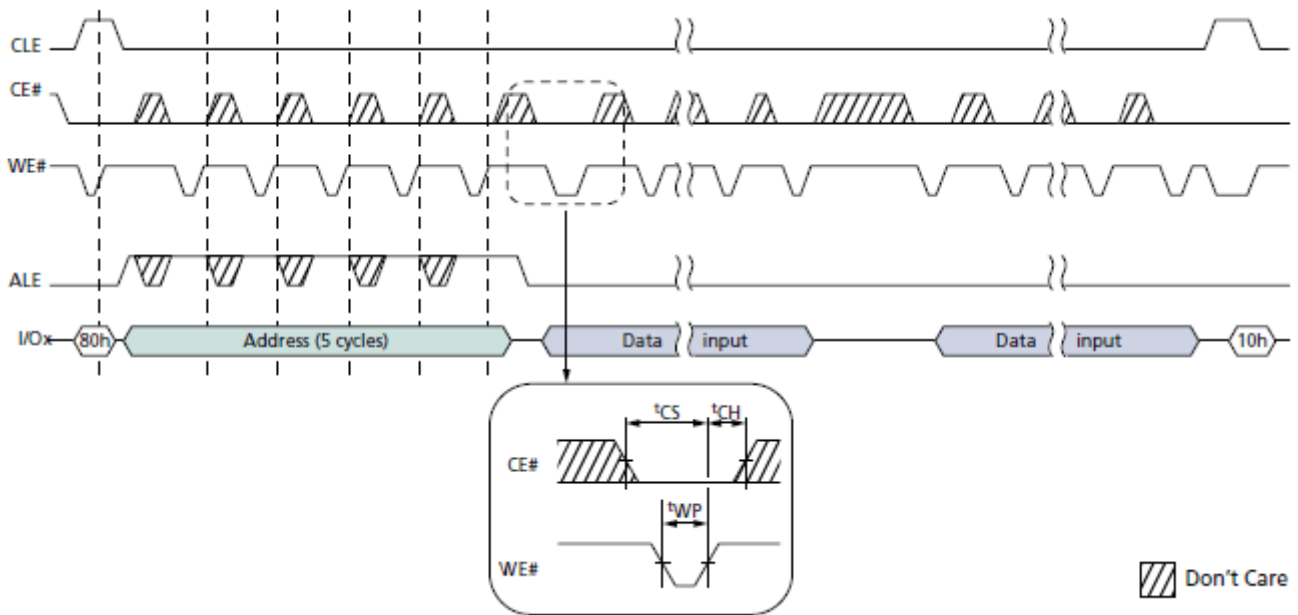 CLE
CE#
WE#
ALE
I/Ox 80h Address (5 cycles) Data input Data input 10h
tCS tCH
CE#
tWP
WE#
Don't Care